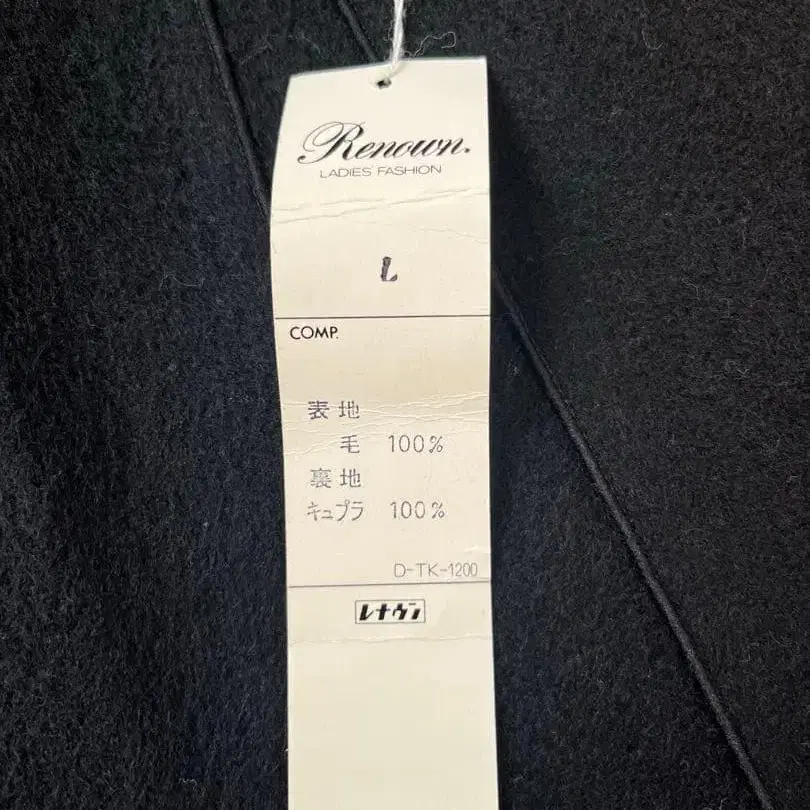 Renown.
LADIES' FASHION
L
COMP.
表地
毛 100%
裏地
キュプラ 100%
D-TK-1200
レナウン